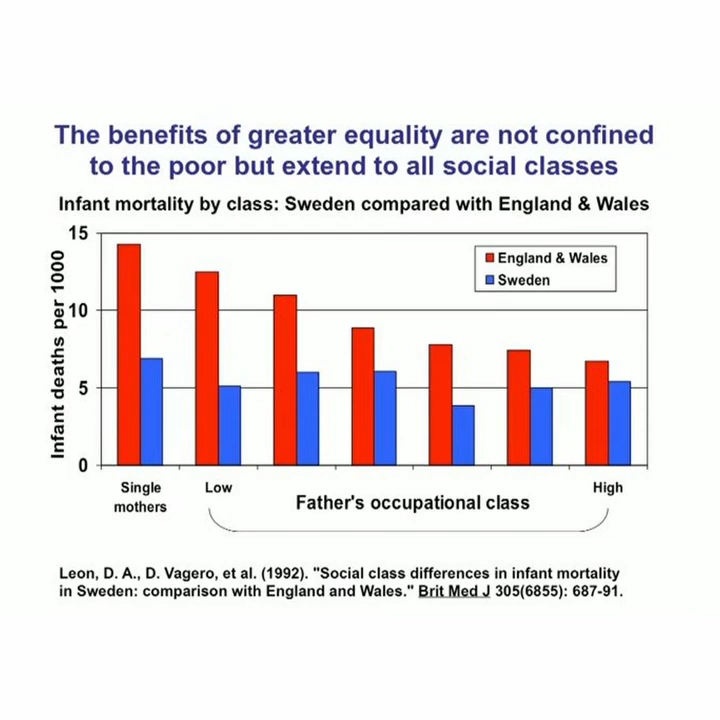 The benefits of greater equality are not confined
to the poor but extend to all social classes
Infant mortality by class: Sweden compared with England & Wales
Infant deaths per 1000
15
10
5
0
England & Wales
Sweden
Single
mothers
Low
High
Father's occupational class
Leon, D. A., D. Vagero, et al. (1992). "Social class differences in infant mortality
in Sweden: comparison with England and Wales." Brit Med J 305(6855): 687-91.